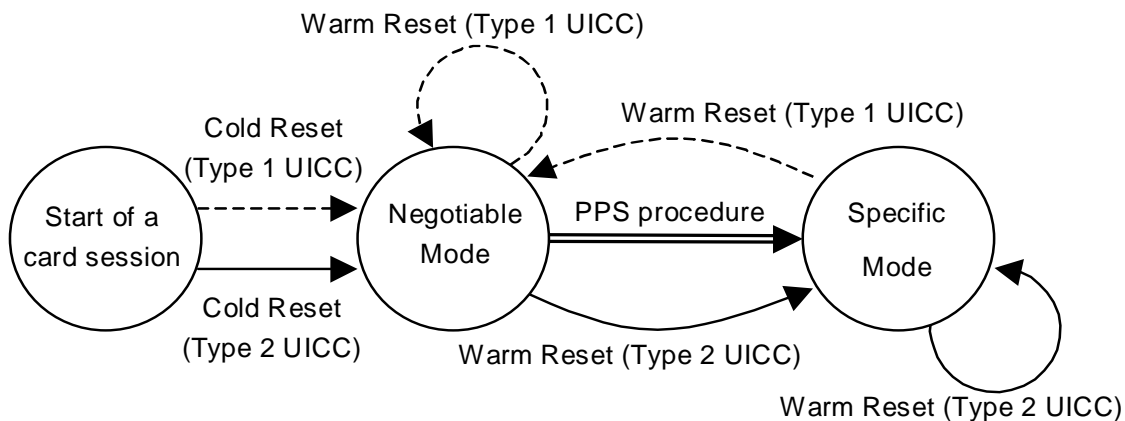 Warm Reset (Type 1 UICC)
Warm Reset (Type 1 UICC)
Cold Reset
(Type 1 UICC)
Start of a
card session
Negotiable
Mode
PPS procedure
Specific
Mode
Cold Reset
(Type 2 UICC)
Warm Reset (Type 2 UICC)
Warm Reset (Type 2 UICC)